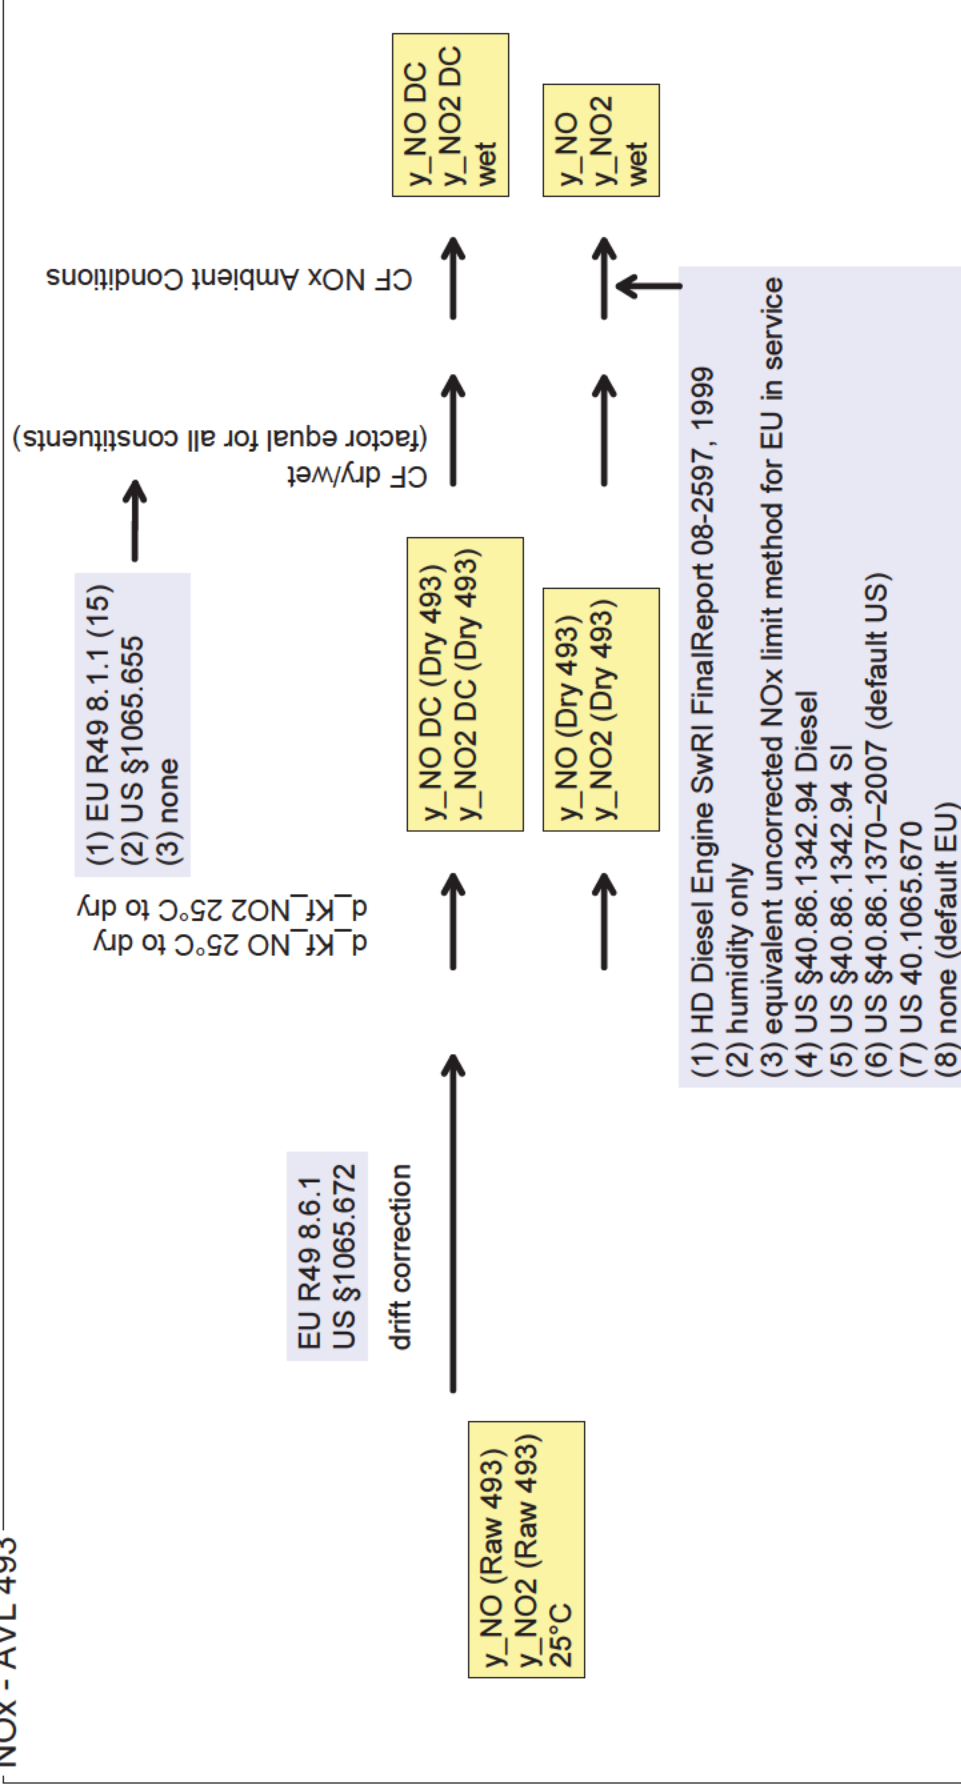 NOx - AVL 493
y_NO (Raw 493)
y_NO2 (Raw 493)
25°C
EU R49 8.6.1
US §1065.672
drift correction
d_Kf_NO 25°C to dry
d_Kf_NO2 25°C to dry
(1) EU R49 8.1.1 (15)
(2) US §1065.655
(3) none
y_NO DC (Dry 493)
y_NO2 DC (Dry 493)
y_NO (Dry 493)
y_NO2 (Dry 493)
CF dry/wet
(factor equal for all constituents)
CF NOx Ambient Conditions
y_NO DC
y_NO2 DC
wet
y_NO
y_NO2
wet
(1) HD Diesel Engine SwRI FinalReport 08-2597, 1999
(2) humidity only
(3) equivalent uncorrected NOx limit method for EU in service
(4) US §40.86.1342.94 Diesel
(5) US §40.86.1342.94 SI
(6) US §40.86.1370–2007 (default US)
(7) US 40.1065.670
(8) none (default EU)